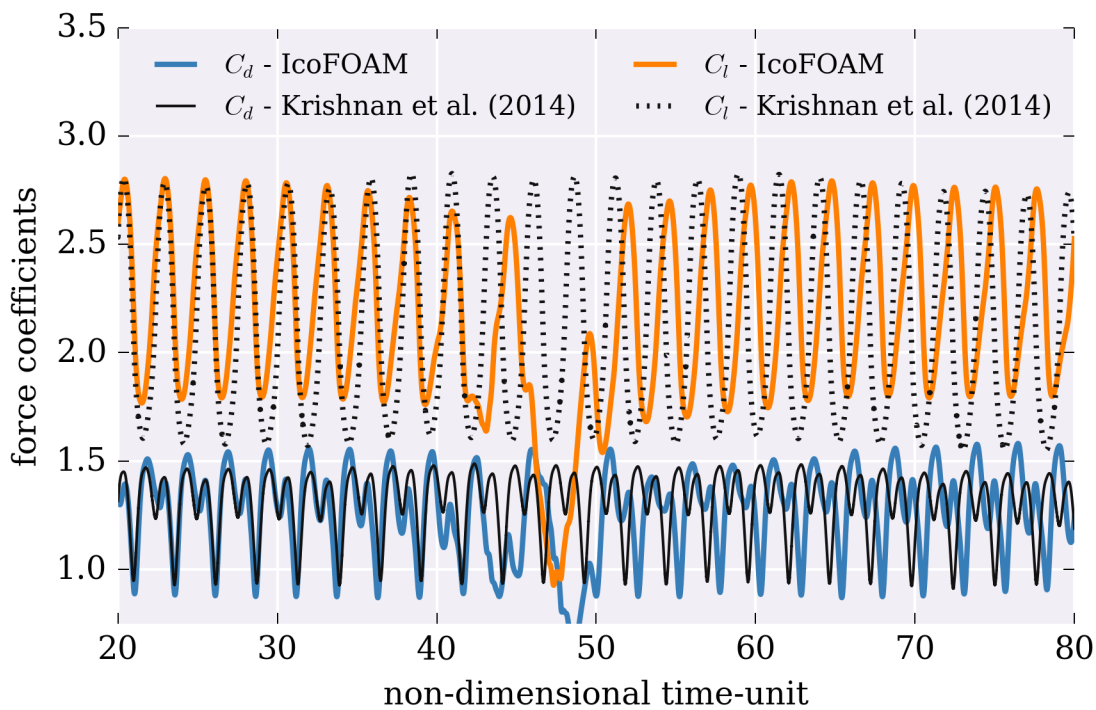 3.5
3.0
2.5
2.0
1.5
1.0
force coefficients
C_d - IcoFOAM
C_l - IcoFOAM
C_d - Krishnan et al. (2014)
C_l - Krishnan et al. (2014)
20 30 40 50 60 70 80
non-dimensional time-unit